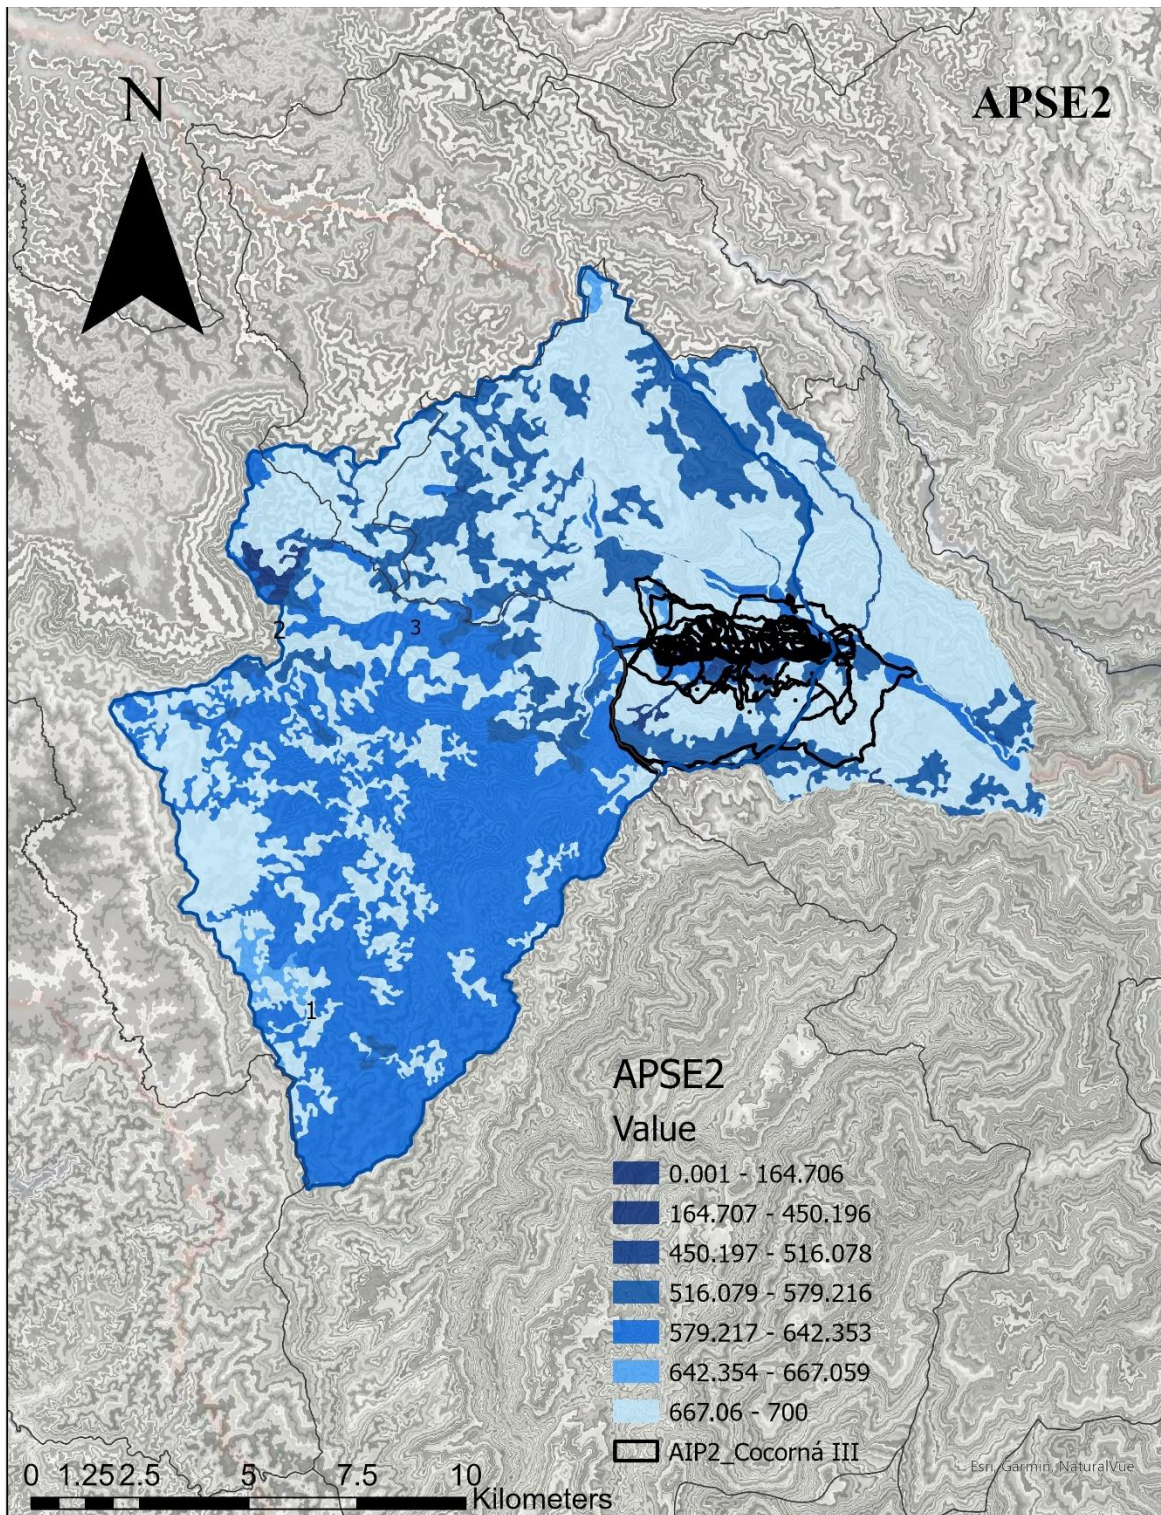 N
APSE2
2
3
1
APSE2
Value
0.001 - 164.706
164.707 - 450.196
450.197 - 516.078
516.079 - 579.216
579.217 - 642.353
642.354 - 667.059
667.06 - 700
AIP2_Cocorná III
Esri, Garmin, NaturalVue
0 1.25 2.5 5 7.5 10
Kilometers